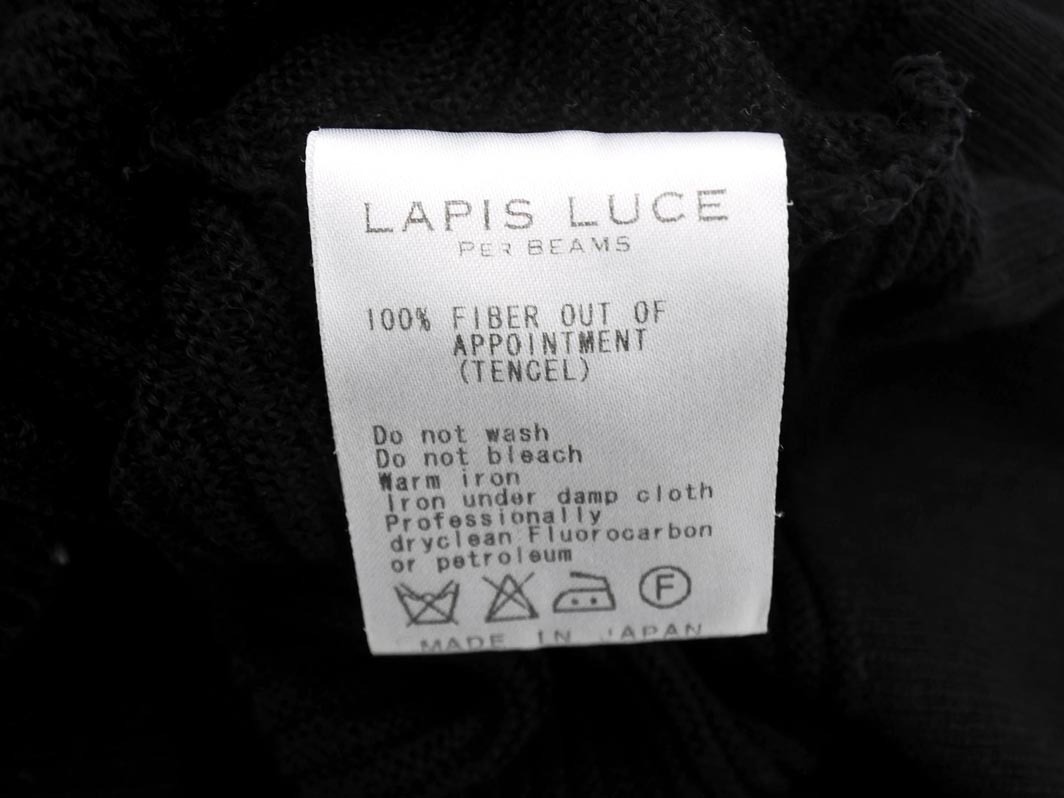 LAPIS LUCE
PER BEAMS
100% FIBER OUT OF
APPOINTMENT
(TENCEL)
Do not wash
Do not bleach
Warm iron
Iron under damp cloth
Professionally
dryclean Fluorocarbon
or petroleum
F
MADE IN JAPAN